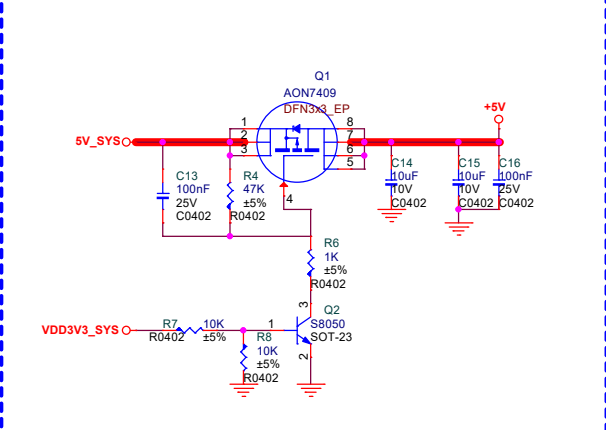 Q1
AON7409
DFN3x3_EP
+5V
1
8
5V_SYS
2
7
3
6
5
C13
100nF
25V
C0402
R4
47K
±5%
R0402
4
C14
10uF
10V
C0402
C15
10uF
10V
C0402
C16
100nF
25V
C0402
R6
1K
±5%
R0402
3
Q2
S8050
SOT-23
VDD3V3_SYS
R7
R0402
10K
±5%
1
2
R8
10K
±5%
R0402